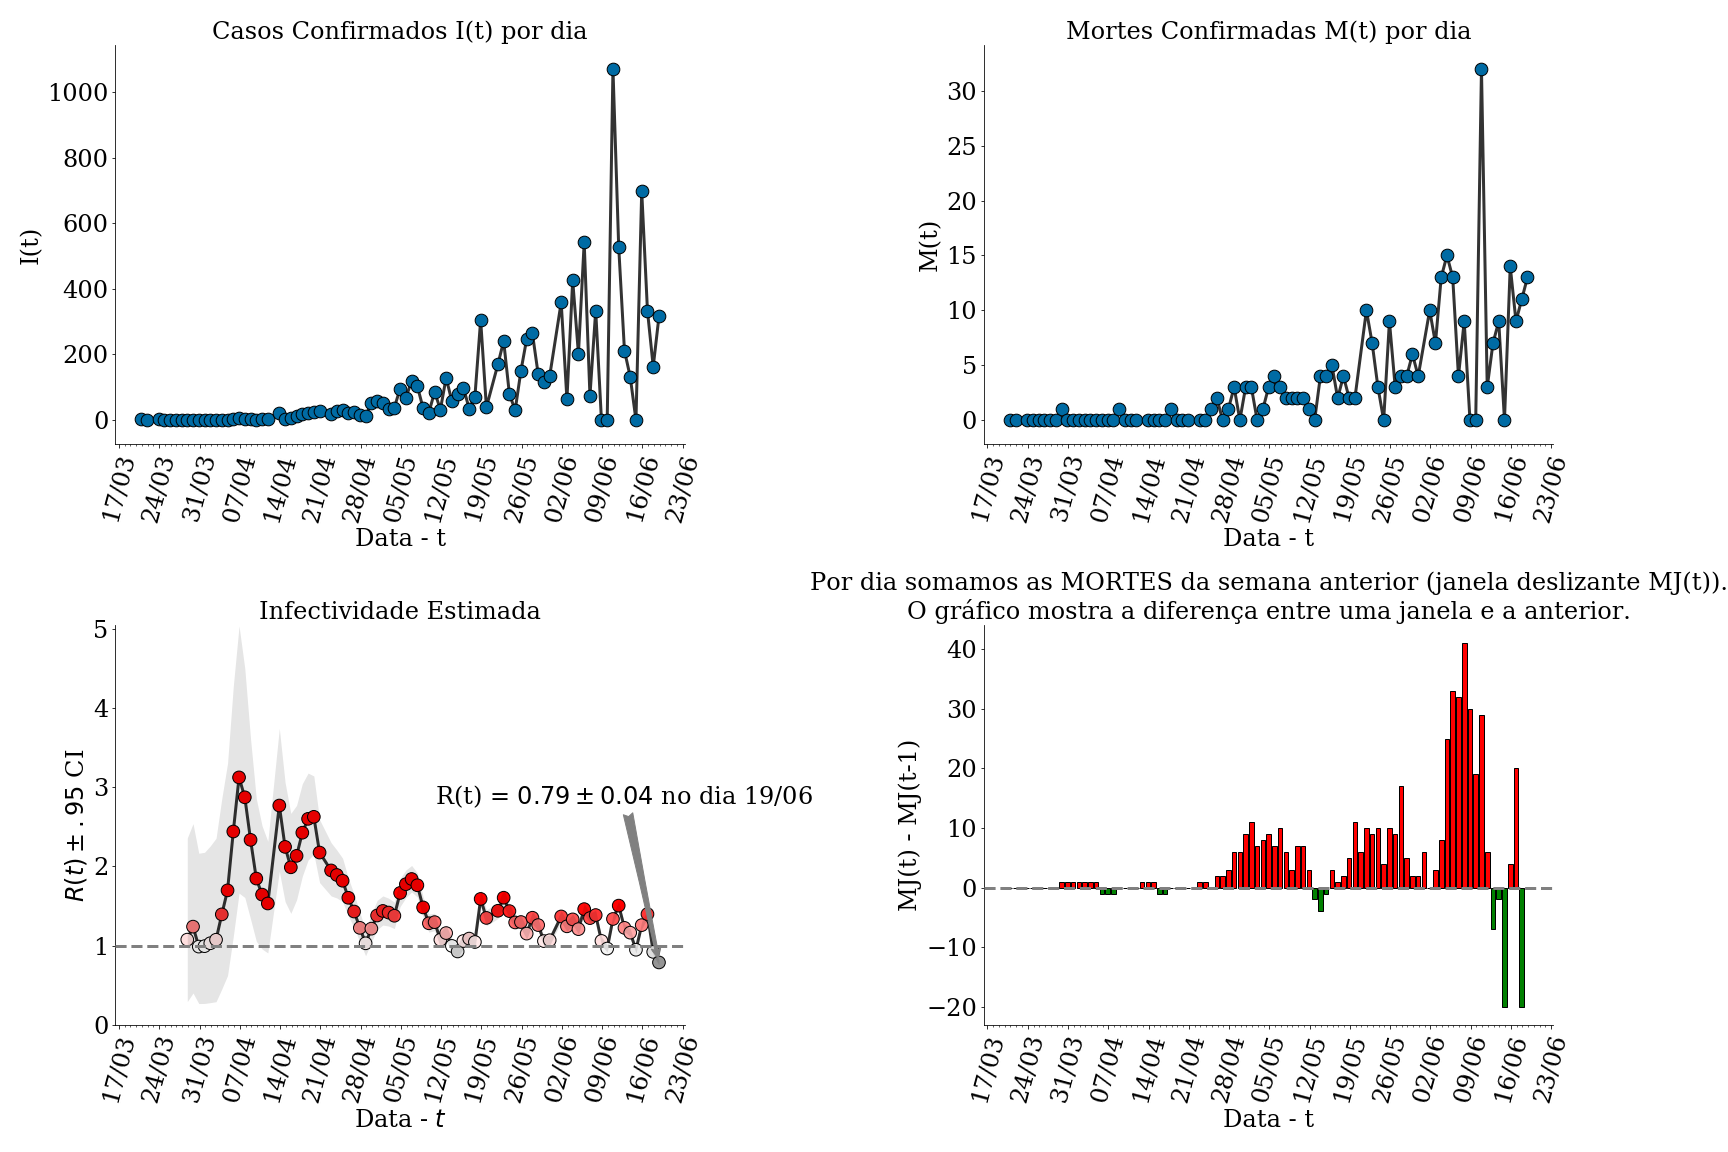 Casos Confirmados I(t) por dia
I(t)
1000
800
600
400
200
0
17/03 24/03 31/03 07/04 14/04 21/04 28/04 05/05 12/05 19/05 26/05 02/06 09/06 16/06 23/06
Data - t
Mortes Confirmadas M(t) por dia
M(t)
30
25
20
15
10
5
0
17/03 24/03 31/03 07/04 14/04 21/04 28/04 05/05 12/05 19/05 26/05 02/06 09/06 16/06 23/06
Data - t
Infectividade Estimada
R(t) ± .95 CI
5
4
3
2
1
0
R(t) = 0.79 ± 0.04 no dia 19/06
17/03 24/03 31/03 07/04 14/04 21/04 28/04 05/05 12/05 19/05 26/05 02/06 09/06 16/06 23/06
Data - t
Por dia somamos as MORTES da semana anterior (janela deslizante MJ(t)).
O gráfico mostra a diferença entre uma janela e a anterior.
MJ(t) - MJ(t-1)
40
30
20
10
0
−10
−20
17/03 24/03 31/03 07/04 14/04 21/04 28/04 05/05 12/05 19/05 26/05 02/06 09/06 16/06 23/06
Data - t